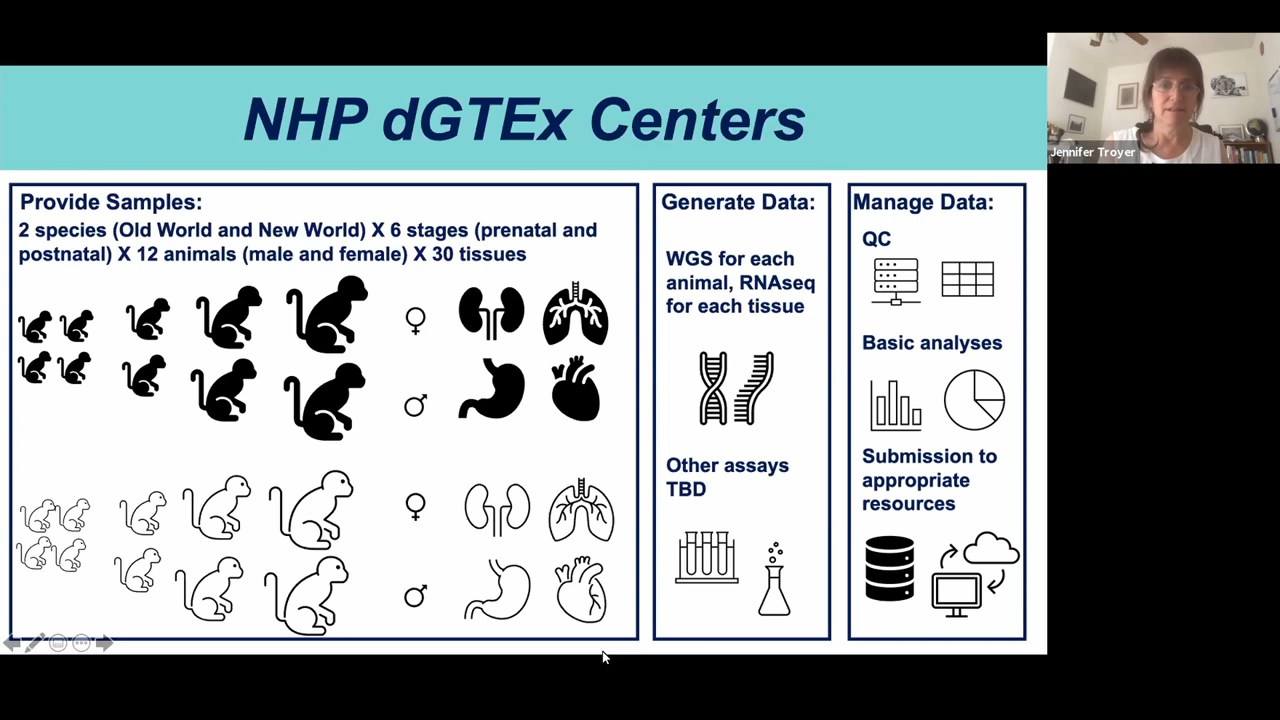 NHP dGTEx Centers
Jennifer Troyer
Provide Samples:
2 species (Old World and New World) X 6 stages (prenatal and
postnatal) X 12 animals (male and female) X 30 tissues
Generate Data:
WGS for each
animal, RNAseq
for each tissue
Other assays
TBD
Manage Data:
QC
Basic analyses
Submission to
appropriate
resources